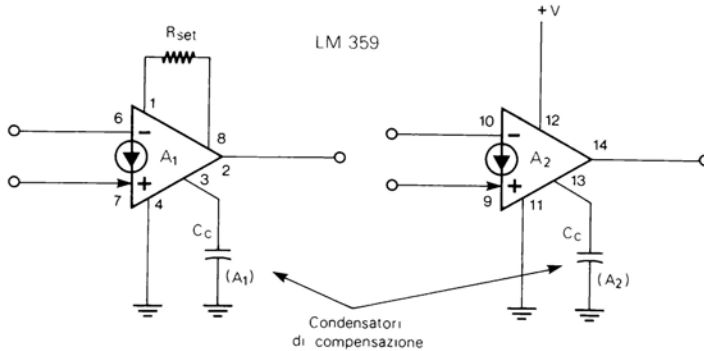 R set
LM 359
+V
1
6
−
8
A1
2
+
3
7
4
Cc
(A1)
12
10
−
14
A2
13
+
9
11
Cc
(A2)
Condensatori
di compensazione